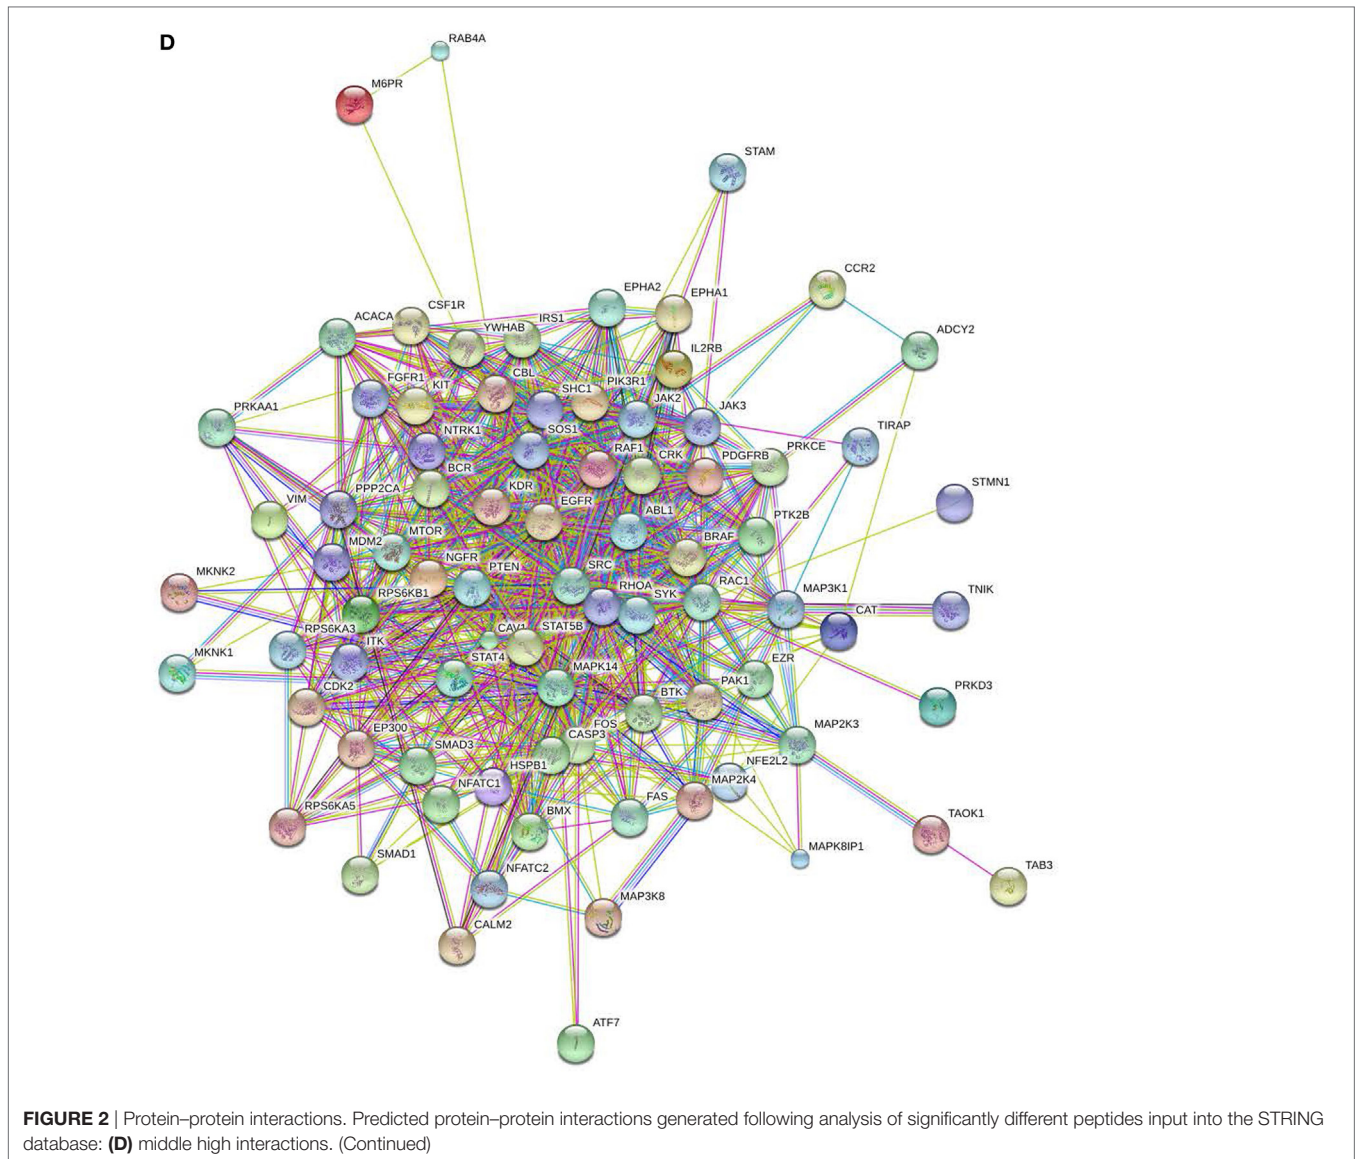 D
RAB4A
M6PR
STAM
CCR2
EPHA2
EPHA1
CSF1R
ACACA
IRS1
YWHAB
ADCY2
IL2RB
CBL
PIK3R1
FGFR1
KIT
SHC1
JAK2
PRKAA1
JAK3
TIRAP
NTRK1
SOS1
RAF1
CRK
PDGFRB
PRKCE
BCR
STMN1
KDR
PPP2CA
VIM
EGFR
ABL1
PTK2B
MTOR
BRAF
MDM2
NGFR
PTEN
SRC
MKNK2
RAC1
RHOA
MAP3K1
TNIK
RPS6KB1
SYK
CAT
RPS6KA3
CAV1
STAT5B
ITK
MKNK1
STAT4
MAPK14
EZR
PAK1
PRKD3
CDK2
BTK
MAP2K3
FOS
EP300
CASP3
SMAD3
HSPB1
NFE2L2
MAP2K4
NFATC1
FAS
RPS6KA5
BMX
TAOK1
MAPK8IP1
SMAD1
NFATC2
TAB3
MAP3K8
CALM2
ATF7
FIGURE 2 | Protein–protein interactions. Predicted protein–protein interactions generated following analysis of significantly different peptides input into the STRING
database: (D) middle high interactions. (Continued)